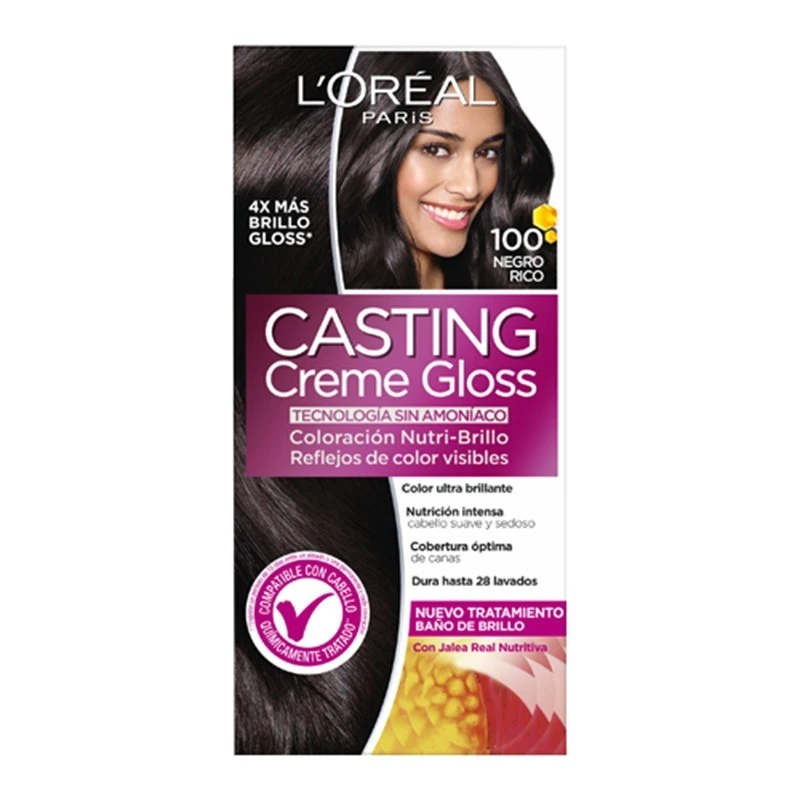 L'ORÉAL
PARiS
4X MÁS
BRILLO
GLOSS*
100
NEGRO
RICO
CASTING
Creme Gloss
TECNOLOGÍA SIN AMONÍACO
Coloración Nutri-Brillo
Reflejos de color visibles
Color ultra brillante
Nutrición intensa
cabello suave y sedoso
Cobertura óptima
de canas
Dura hasta 28 lavados
COMPATIBLE CON CABELLO
QUÍMICAMENTE TRATADO
NUEVO TRATAMIENTO
BAÑO DE BRILLO
Con Jalea Real Nutritiva